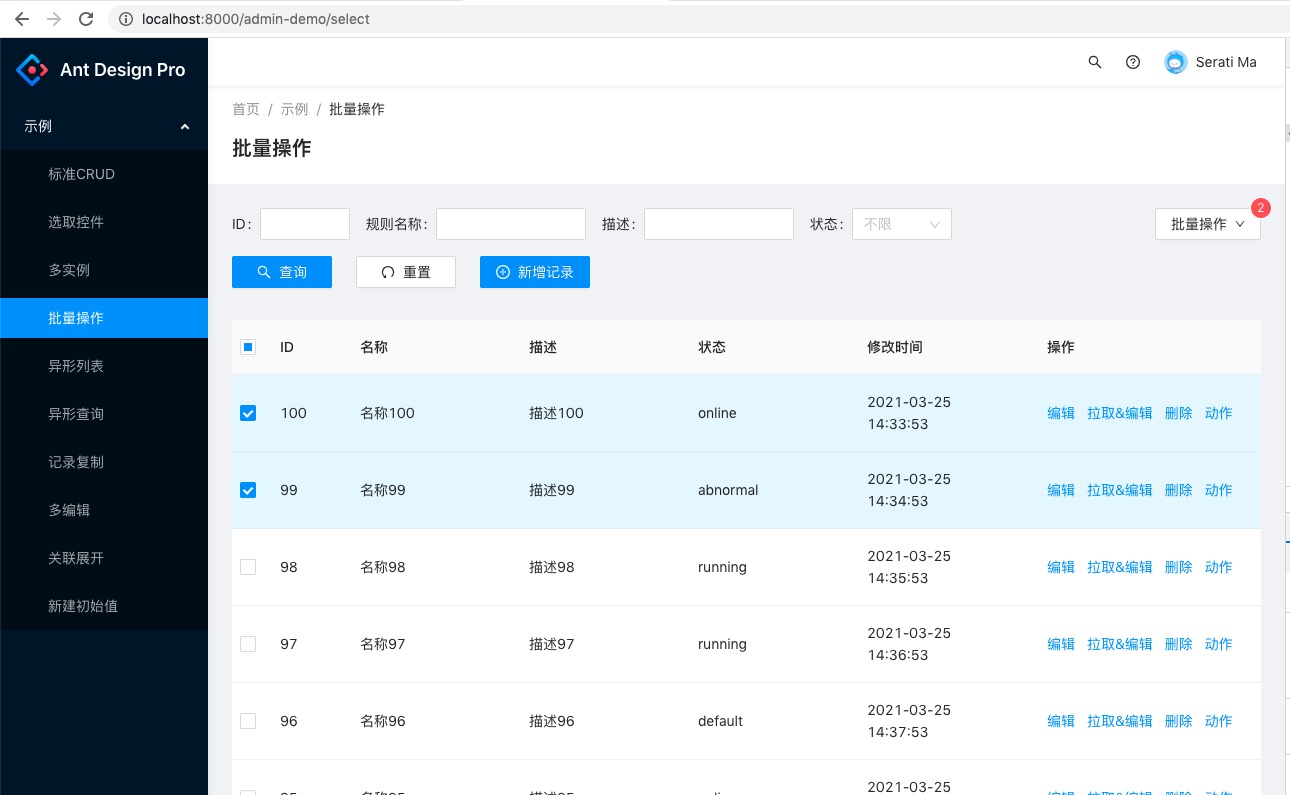 localhost:8000/admin-demo/select
Ant Design Pro
Serati Ma
示例
标准CRUD
选取控件
多实例
批量操作
异形列表
异形查询
记录复制
多编辑
关联展开
新建初始值
首页 / 示例 / 批量操作
批量操作
ID: 规则名称: 描述: 状态: 不限 批量操作 2
查询 重置 新增记录
ID 名称 描述 状态 修改时间 操作
100 名称100 描述100 online 2021-03-25 14:33:53 编辑 拉取&编辑 删除 动作
99 名称99 描述99 abnormal 2021-03-25 14:34:53 编辑 拉取&编辑 删除 动作
98 名称98 描述98 running 2021-03-25 14:35:53 编辑 拉取&编辑 删除 动作
97 名称97 描述97 running 2021-03-25 14:36:53 编辑 拉取&编辑 删除 动作
96 名称96 描述96 default 2021-03-25 14:37:53 编辑 拉取&编辑 删除 动作
2021-03-25